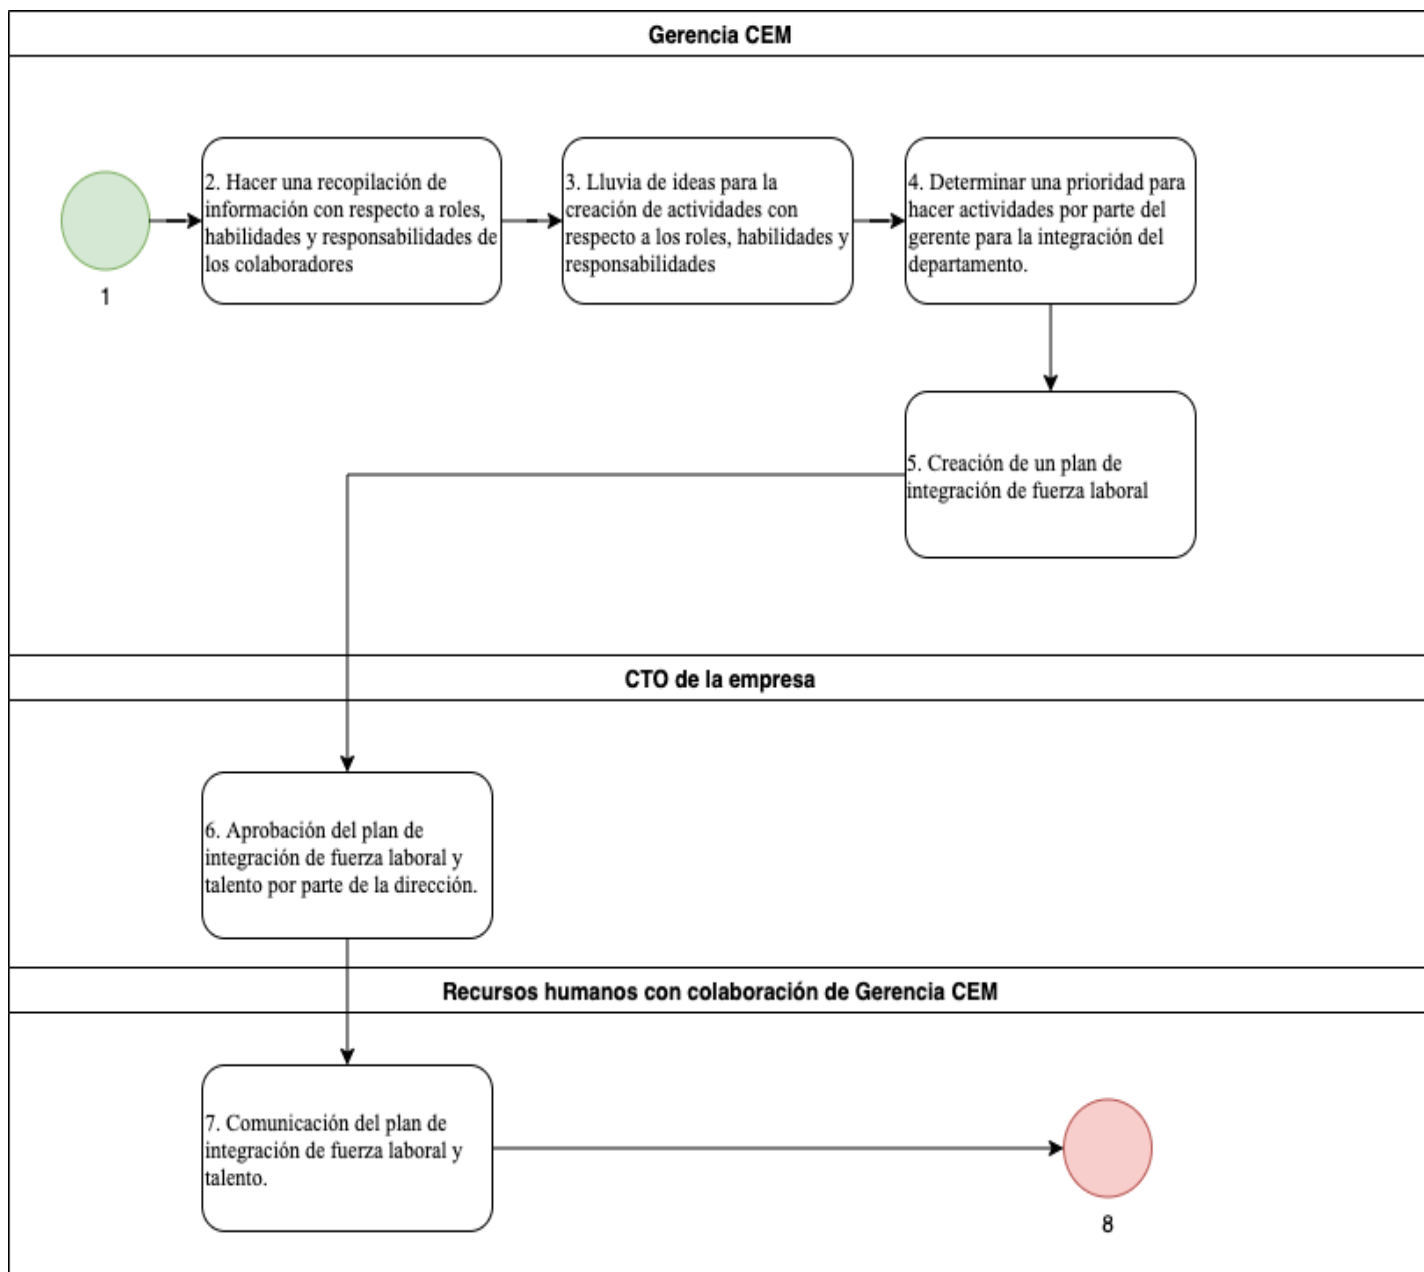 Gerencia CEM
1
2. Hacer una recopilación de
información con respecto a roles,
habilidades y responsabilidades de
los colaboradores
3. Lluvia de ideas para la
creación de actividades con
respecto a los roles, habilidades y
responsabilidades
4. Determinar una prioridad para
hacer actividades por parte del
gerente para la integración del
departamento.
5. Creación de un plan de
integración de fuerza laboral
CTO de la empresa
6. Aprobación del plan de
integración de fuerza laboral y
talento por parte de la dirección.
Recursos humanos con colaboración de Gerencia CEM
7. Comunicación del plan de
integración de fuerza laboral y
talento.
8